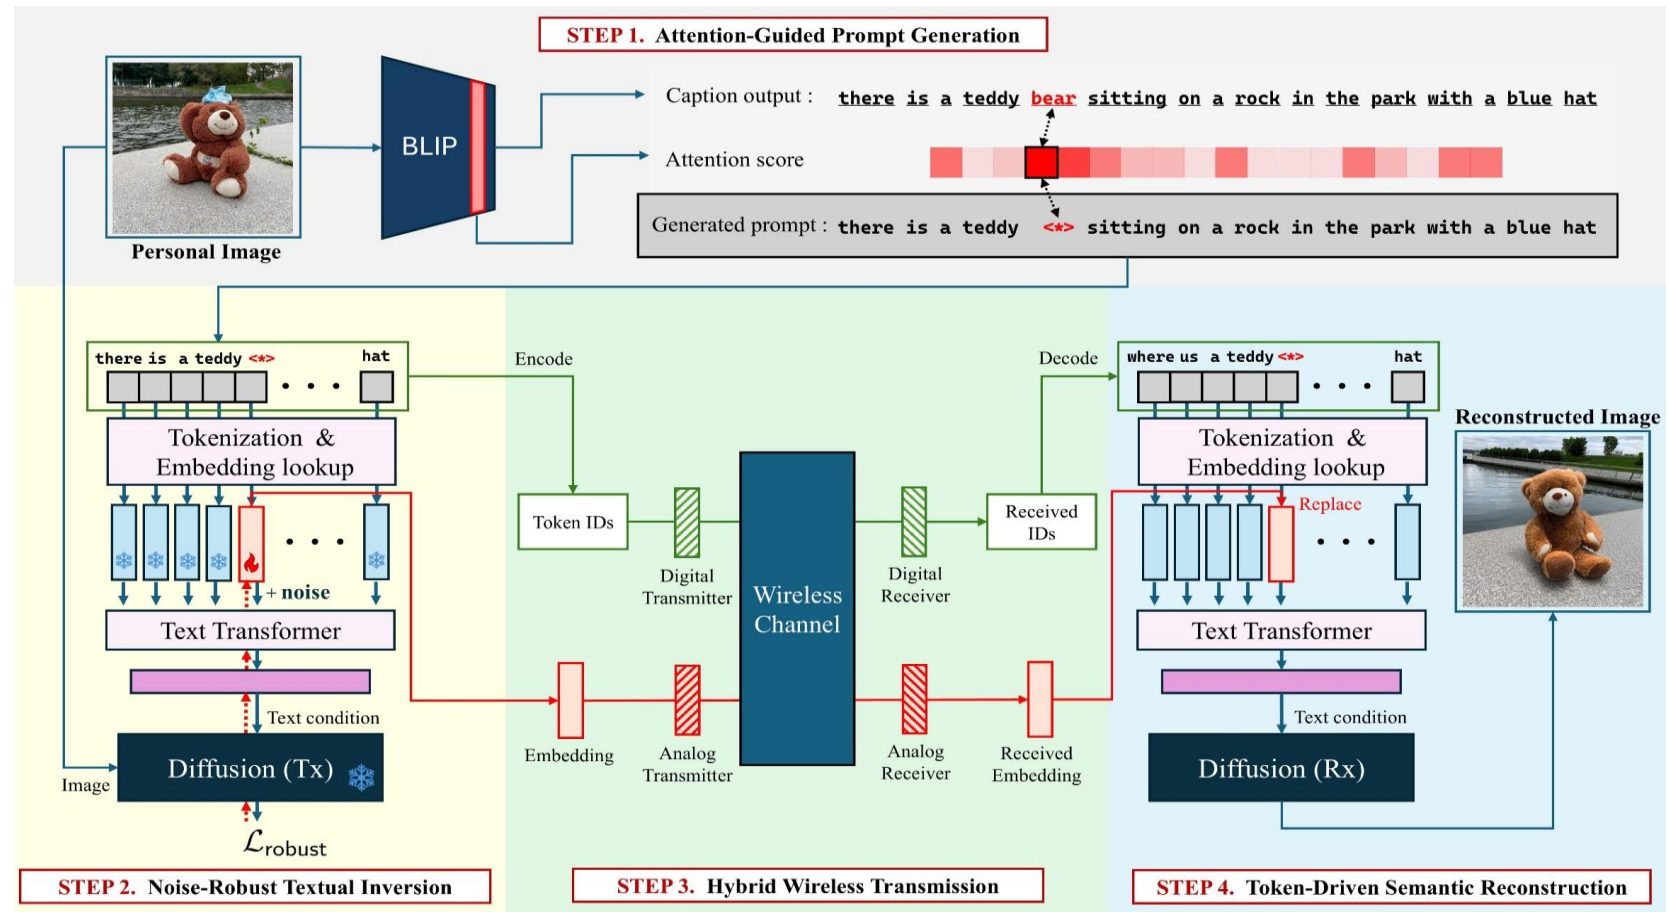 STEP 1. Attention-Guided Prompt Generation
Personal Image
BLIP
Caption output : there is a teddy bear sitting on a rock in the park with a blue hat
Attention score
Generated prompt : there is a teddy <*> sitting on a rock in the park with a blue hat
there is a teddy <*> hat
Tokenization &
Embedding lookup
+ noise
Text Transformer
Text condition
Image
Diffusion (Tx)
ℒrobust
STEP 2. Noise-Robust Textual Inversion
Encode
Decode
Token IDs
Digital
Transmitter
Wireless
Channel
Digital
Receiver
Received
IDs
Embedding
Analog
Transmitter
Analog
Receiver
Received
Embedding
STEP 3. Hybrid Wireless Transmission
where us a teddy <*> hat
Tokenization &
Embedding lookup
Replace
Text Transformer
Text condition
Diffusion (Rx)
Reconstructed Image
STEP 4. Token-Driven Semantic Reconstruction